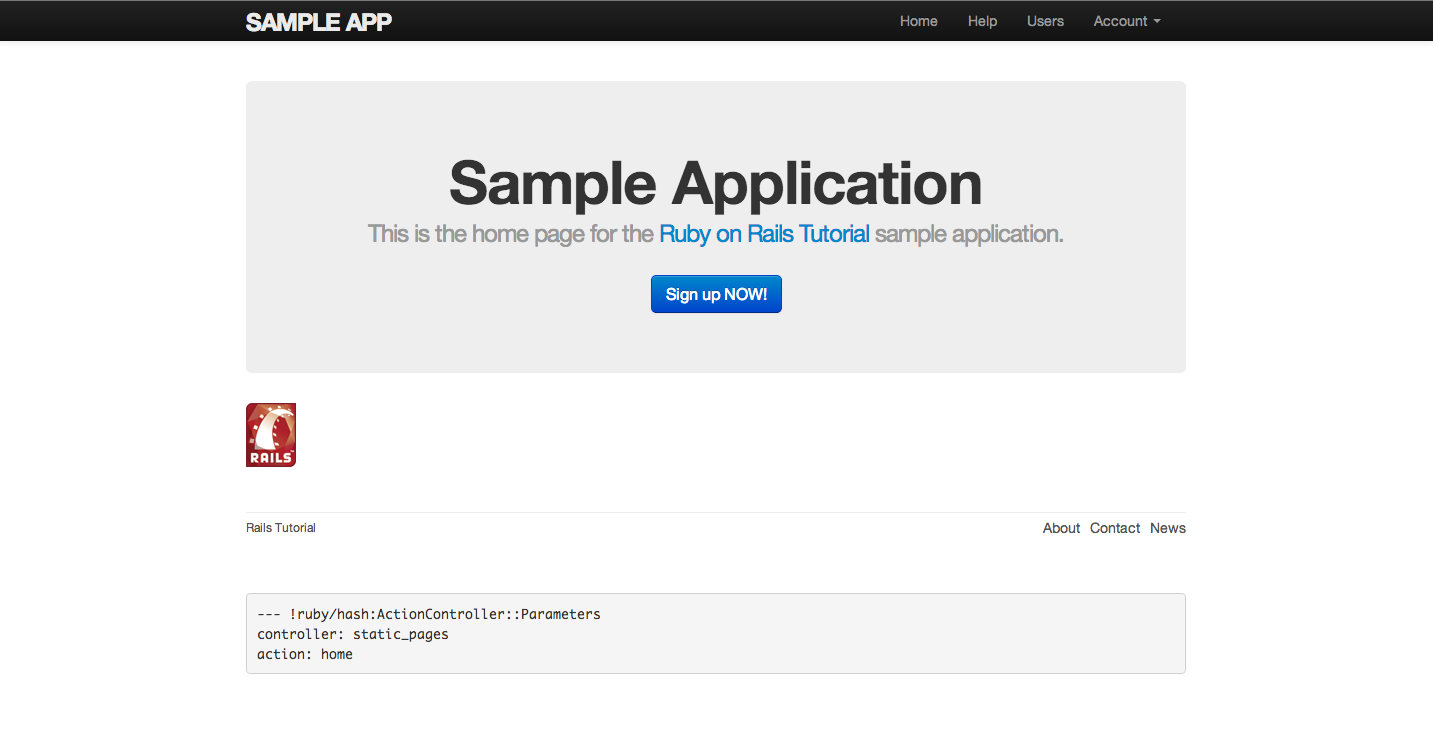 SAMPLE APP Home Help Users Account
Sample Application
This is the home page for the Ruby on Rails Tutorial sample application.
Sign up NOW!
RAILS
Rails Tutorial About Contact News
--- !ruby/hash:ActionController::Parameters
controller: static_pages
action: home